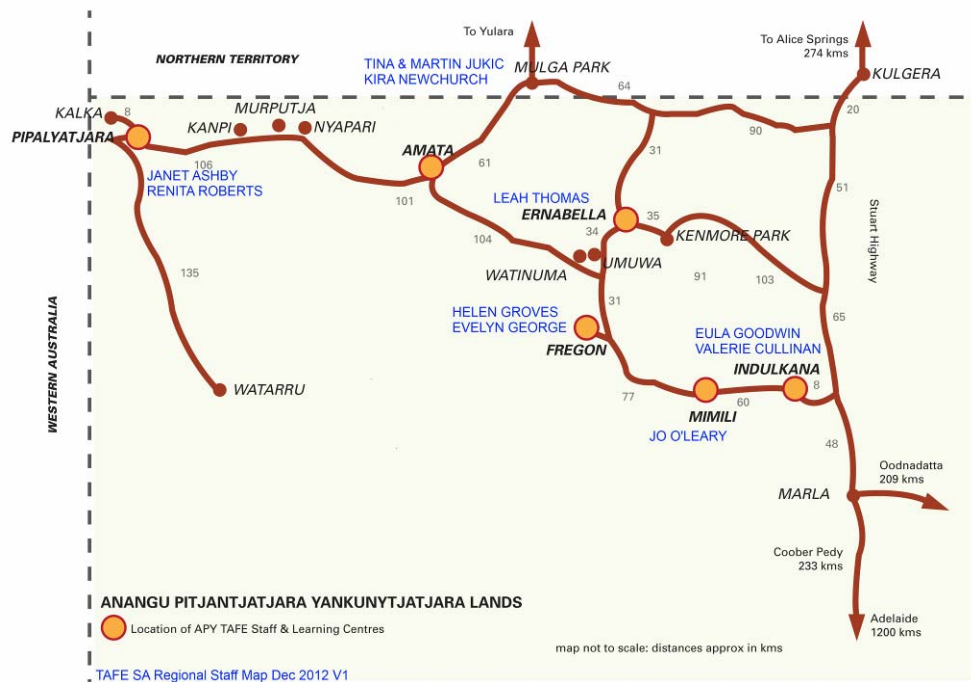 To Yulara
To Alice Springs
274 kms
NORTHERN TERRITORY
TINA & MARTIN JUKIC
KIRA NEWCHURCH
MULGA PARK
KULGERA
64
KALKA
8
MURPUTJA
20
PIPALYATJARA
KANPI
NYAPARI
90
AMATA
61
31
106
JANET ASHBY
RENITA ROBERTS
101
LEAH THOMAS
ERNABELLA
35
51
Stuart Highway
34
KENMORE PARK
104
WATINUMA
UMUWA
91
103
135
WESTERN AUSTRALIA
31
HELEN GROVES
EVELYN GEORGE
FREGON
65
EULA GOODWIN
VALERIE CULLINAN
INDULKANA
8
WATARRU
77
MIMILI
60
JO O'LEARY
48
MARLA
Oodnadatta
209 kms
Coober Pedy
233 kms
ANANGU PITJANTJATJARA YANKUNYTJATJARA LANDS
Location of APY TAFE Staff & Learning Centres
Adelaide
1200 kms
map not to scale: distances approx in kms
TAFE SA Regional Staff Map Dec 2012 V1